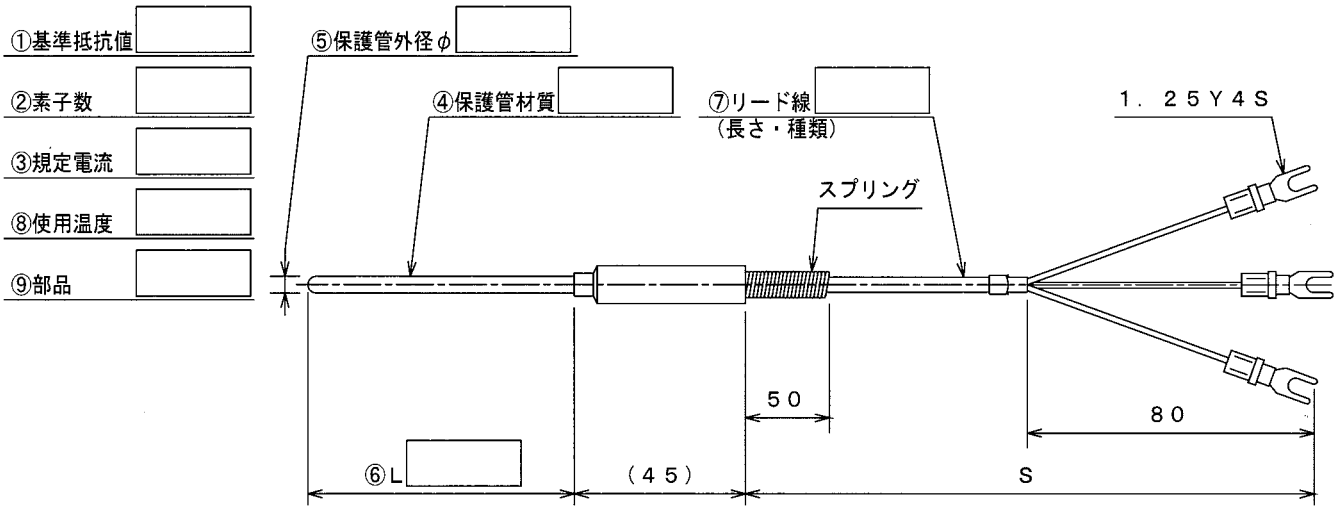 ①基準抵抗値
⑤保護管外径φ
②素子数
④保護管材質
⑦リード線
(長さ・種類)
1. 25Y4S
③規定電流
スプリング
⑧使用温度
⑨部品
50
80
⑥L
(45)
S